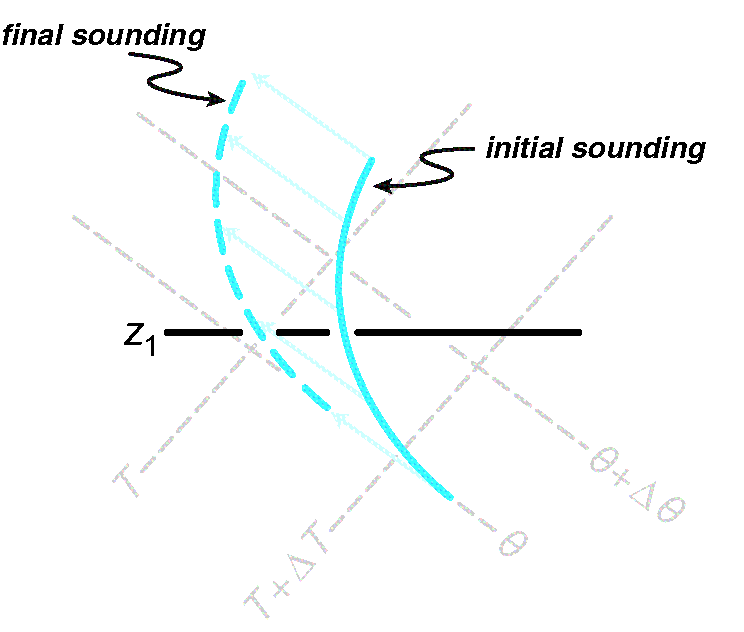 final sounding
initial sounding
Z1
T
T+ΔT
θ
θ+Δθ